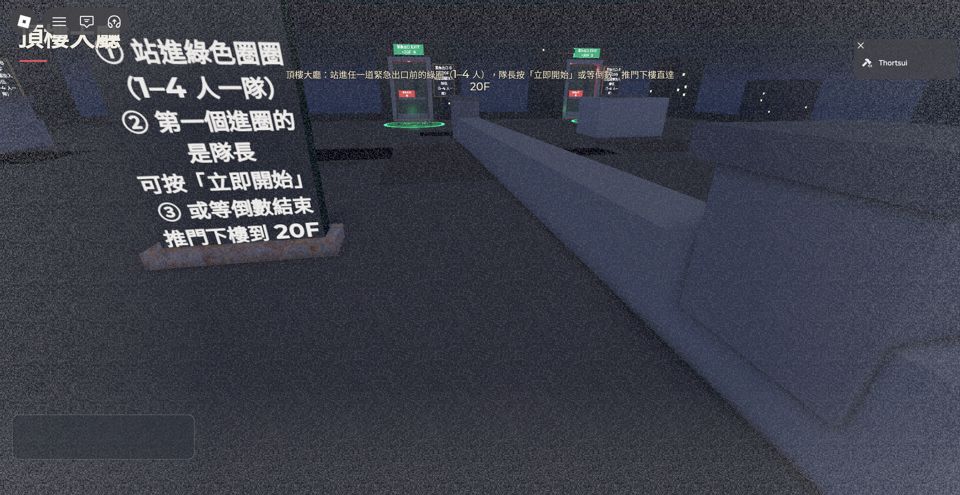 頂樓大廳
① 站進綠色圈圈
(1–4 人一隊)
② 第一個進圈的
是隊長
可按「立即開始」
③ 或等倒數結束
推門下樓到 20F
頂樓大廳：站進任一道緊急出口前的綠圈（1–4 人），隊長按「立即開始」或等倒數，推門下樓直達
20F
Thortsui